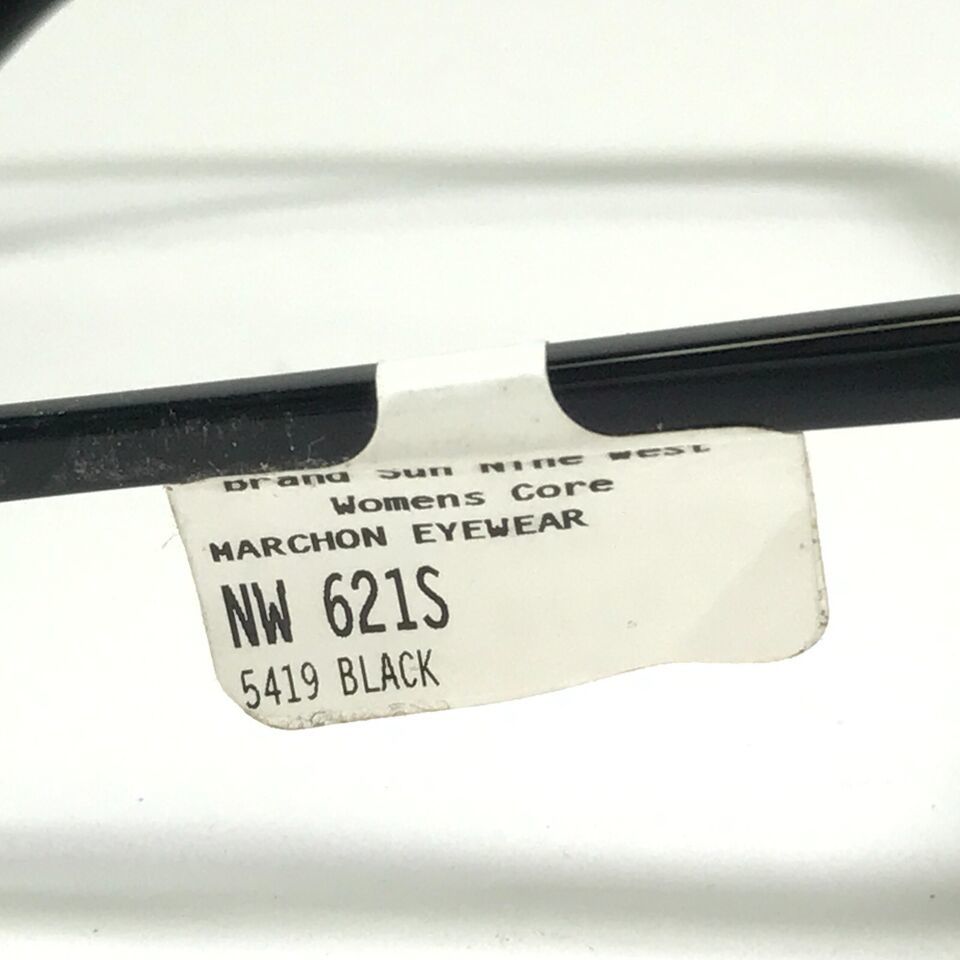 Brand Sun Nine West
Womens Core
MARCHON EYEWEAR
NW 621S
5419 BLACK